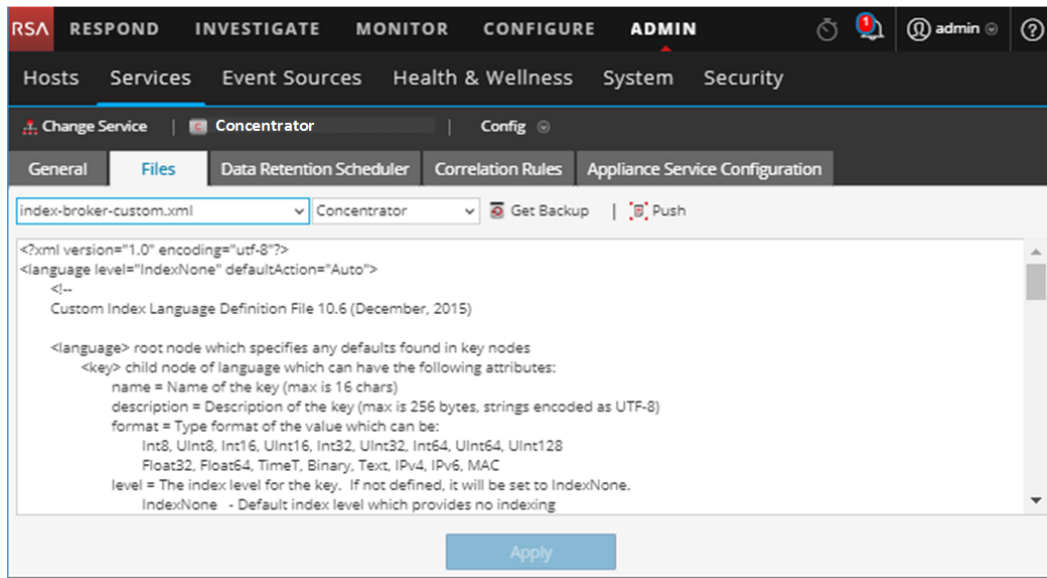 RSA RESPOND INVESTIGATE MONITOR CONFIGURE ADMIN 1 admin ?
Hosts Services Event Sources Health & Wellness System Security
Change Service | C Concentrator | Config
General Files Data Retention Scheduler Correlation Rules Appliance Service Configuration
index-broker-custom.xml Concentrator Get Backup | Push
<?xml version="1.0" encoding="utf-8"?>
<language level="IndexNone" defaultAction="Auto">
<!--
Custom Index Language Definition File 10.6 (December, 2015)
<language> root node which specifies any defaults found in key nodes
<key> child node of language which can have the following attributes:
name = Name of the key (max is 16 chars)
description = Description of the key (max is 256 bytes, strings encoded as UTF-8)
format = Type format of the value which can be:
Int8, UInt8, Int16, UInt16, Int32, UInt32, Int64, UInt64, UInt128
Float32, Float64, TimeT, Binary, Text, IPv4, IPv6, MAC
level = The index level for the key. If not defined, it will be set to IndexNone.
IndexNone - Default index level which provides no indexing
Apply